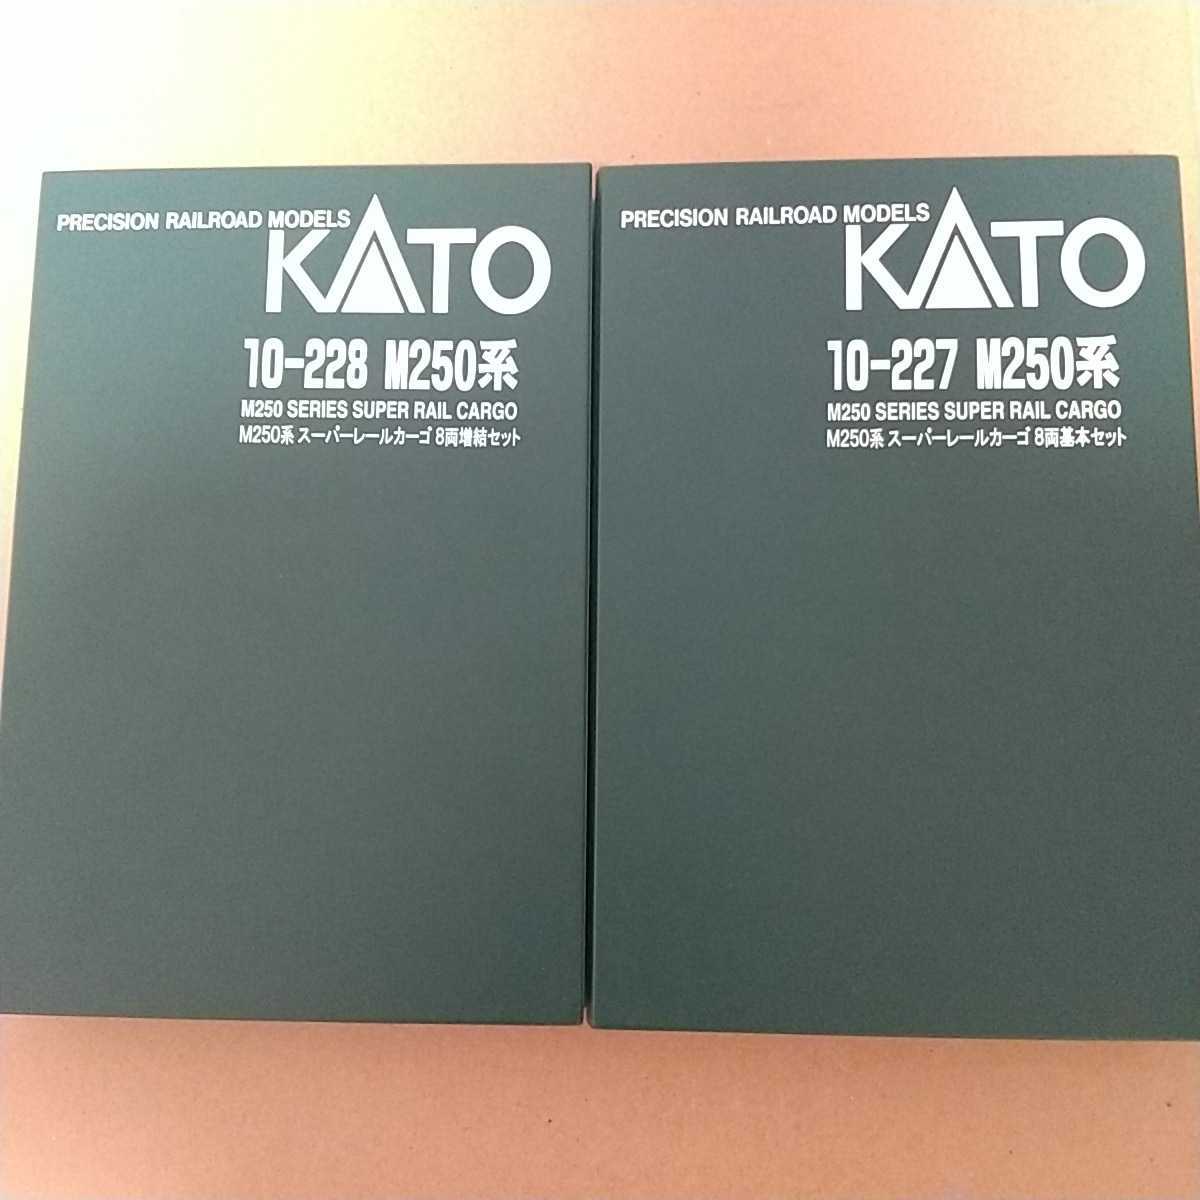 PRECISION RAILROAD MODELS
KATO
10-228 M250系
M250 SERIES SUPER RAIL CARGO
M250系 スーパーレールカーゴ 8両増結セット
PRECISION RAILROAD MODELS
KATO
10-227 M250系
M250 SERIES SUPER RAIL CARGO
M250系 スーパーレールカーゴ 8両基本セット